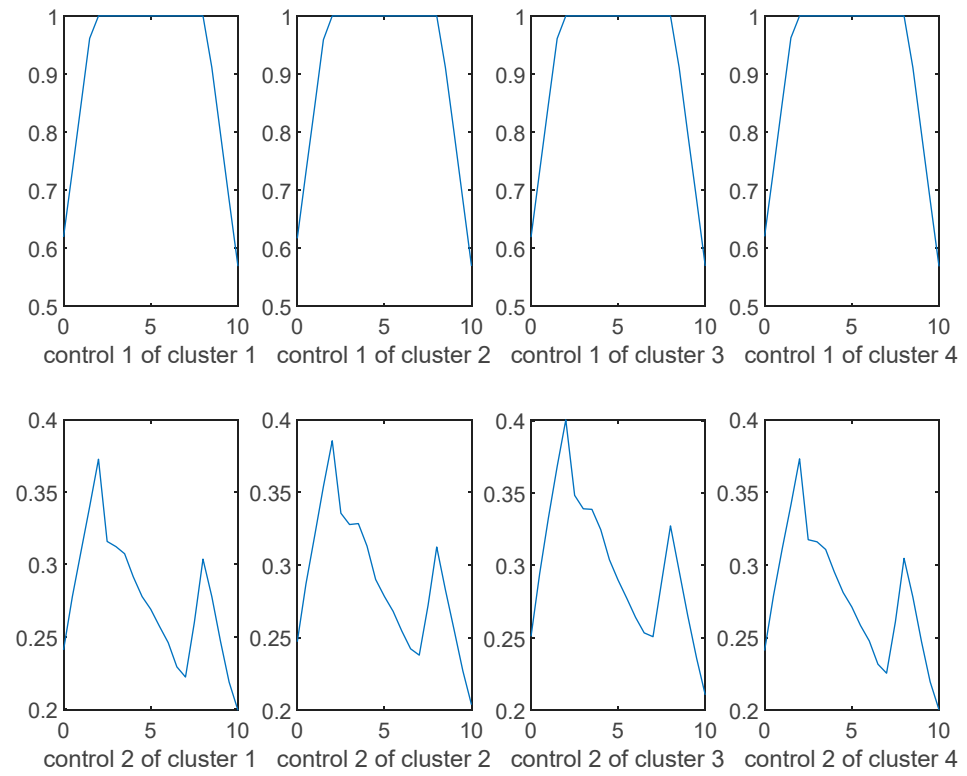 1 1 1 1
0.9 0.9 0.9 0.9
0.8 0.8 0.8 0.8
0.7 0.7 0.7 0.7
0.6 0.6 0.6 0.6
0.5 0.5 0.5 0.5
0 5 10 0 5 10 0 5 10 0 5 10
control 1 of cluster 1 control 1 of cluster 2 control 1 of cluster 3 control 1 of cluster 4
0.4 0.4 0.4 0.4
0.35 0.35 0.35 0.35
0.3 0.3 0.3 0.3
0.25 0.25 0.25 0.25
0.2 0.2 0.2 0.2
0 5 10 0 5 10 0 5 10 0 5 10
control 2 of cluster 1 control 2 of cluster 2 control 2 of cluster 3 control 2 of cluster 4